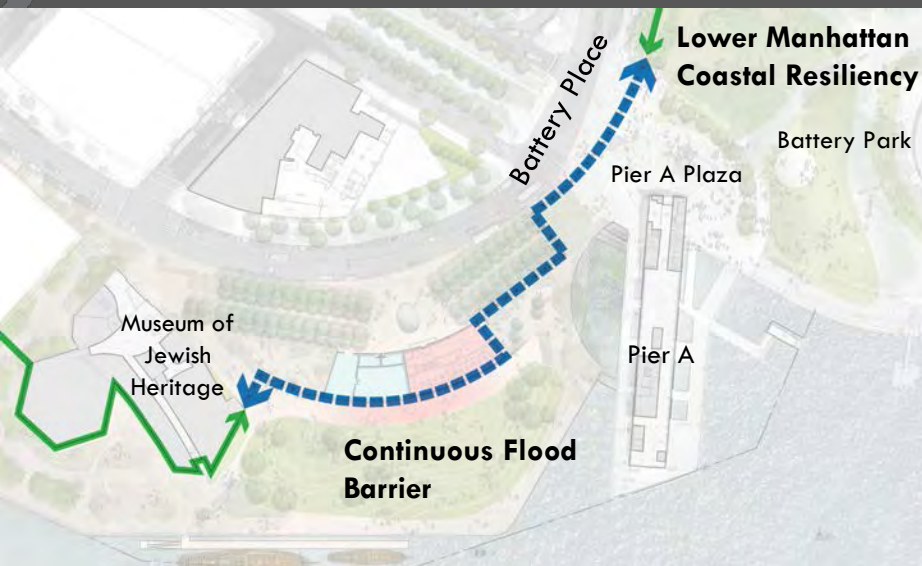 Lower Manhattan
Coastal Resiliency
Battery Place
Battery Park
Pier A Plaza
Museum of
Jewish
Heritage
Pier A
Continuous Flood
Barrier